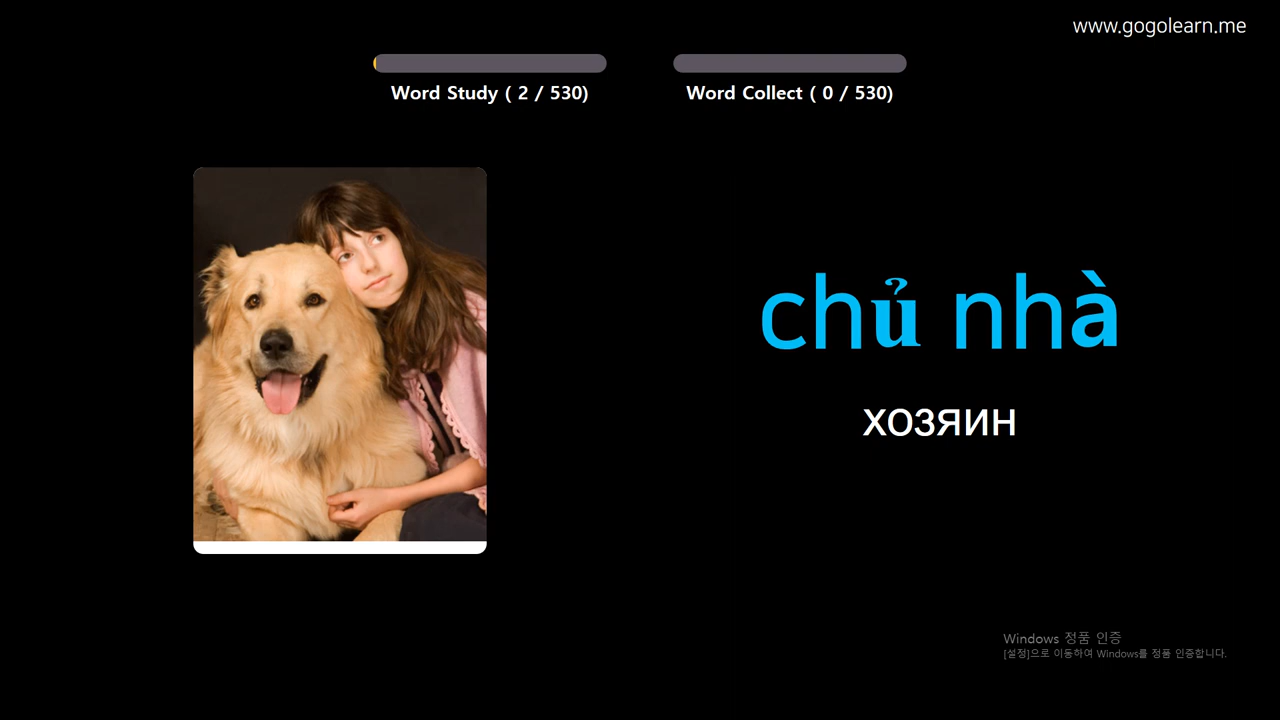 www.gogolearn.me
Word Study ( 2 / 530)
Word Collect ( 0 / 530)
chủ nhà
хозяин
Windows 정품 인증
[설정]으로 이동하여 Windows를 정품 인증합니다.